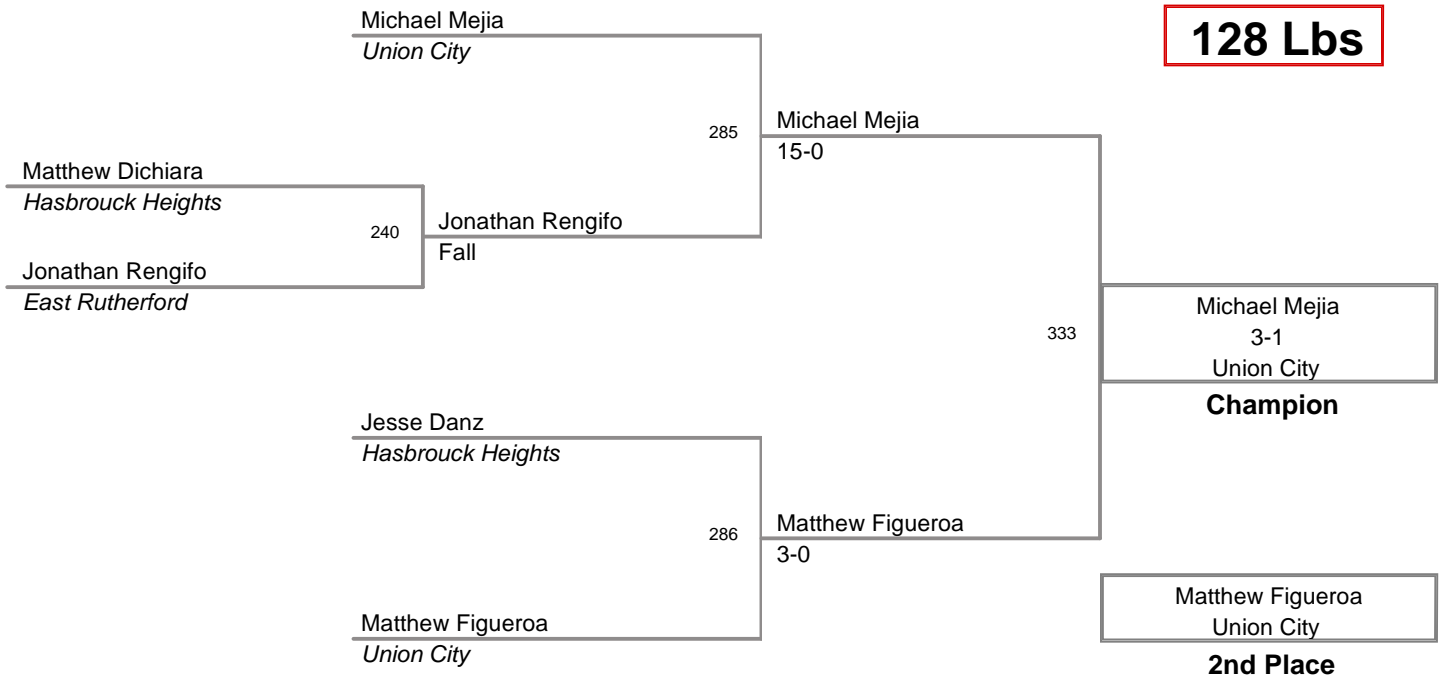 128 Lbs
Michael Mejia
Union City
285
Michael Mejia
15-0
Matthew Dichiara
Hasbrouck Heights
240
Jonathan Rengifo
Fall
Jonathan Rengifo
East Rutherford
333
Michael Mejia
3-1
Union City
Champion
Jesse Danz
Hasbrouck Heights
286
Matthew Figueroa
3-0
Matthew Figueroa
Union City
Matthew Figueroa
Union City
2nd Place